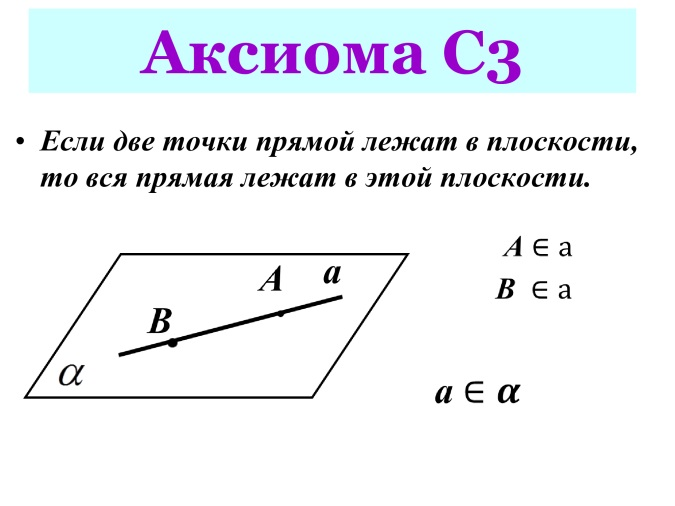 Аксиома С3
• Если две точки прямой лежат в плоскости,
то вся прямая лежат в этой плоскости.
A ∈ a
B ∈ a
A
a
B
α
a ∈ α